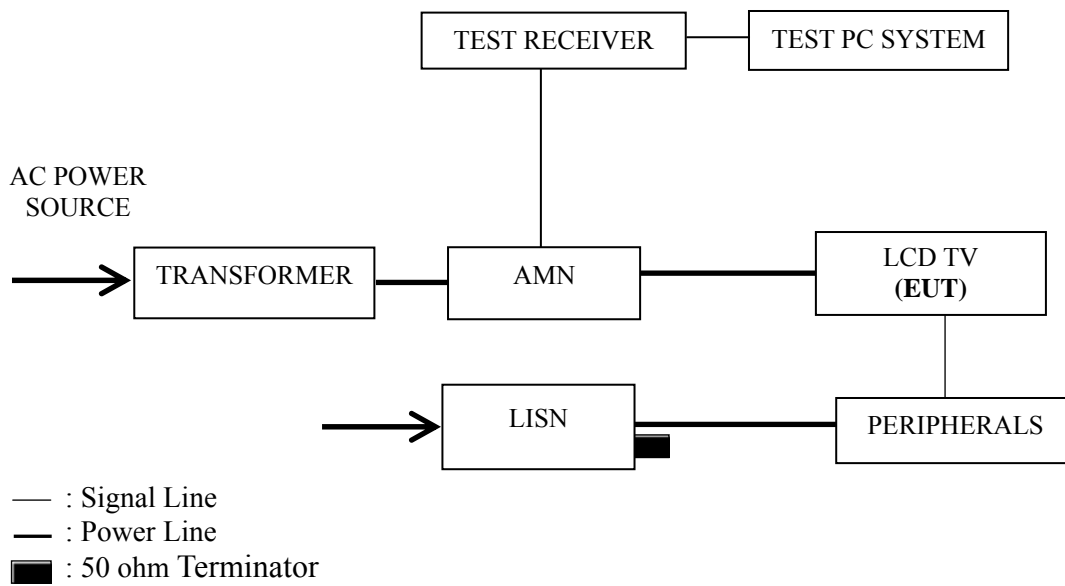 TEST RECEIVER
TEST PC SYSTEM
AC POWER
SOURCE
TRANSFORMER
AMN
LCD TV
(EUT)
LISN
PERIPHERALS
: Signal Line
: Power Line
: 50 ohm Terminator